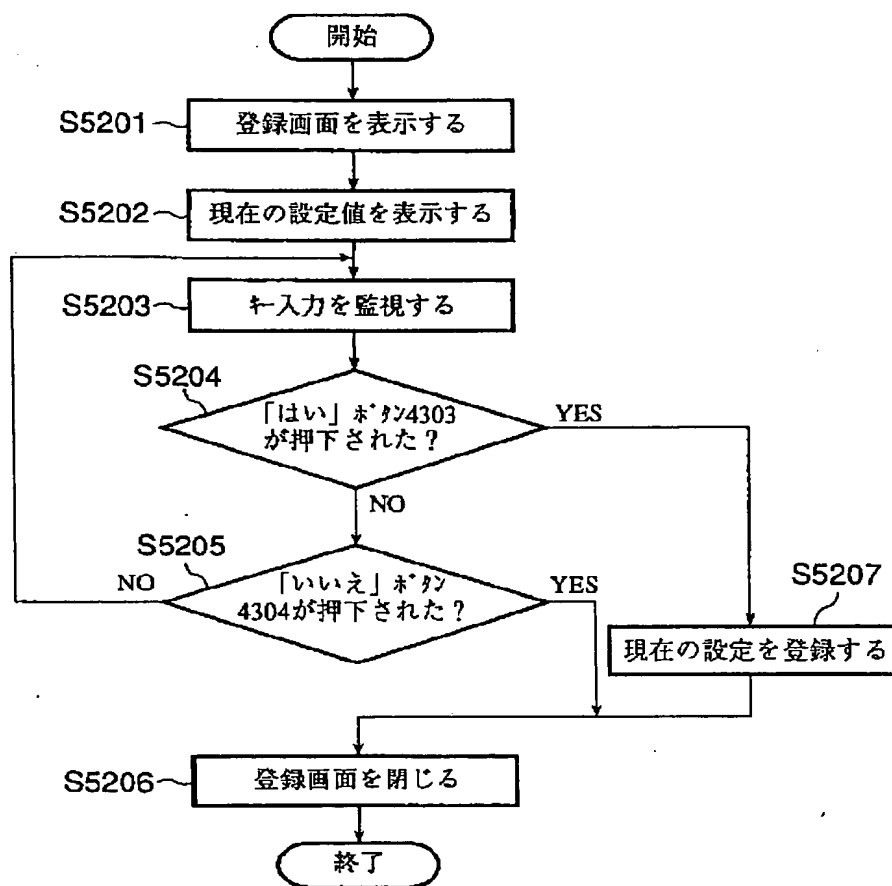 開始
S5201
登録画面を表示する
S5202
現在の設定値を表示する
S5203
キー入力を監視する
S5204
「はい」ボタン4303
が押下された?
YES
NO
S5205
NO
「いいえ」ボタン
4304が押下された?
YES
S5207
現在の設定を登録する
S5206
登録画面を閉じる
終了